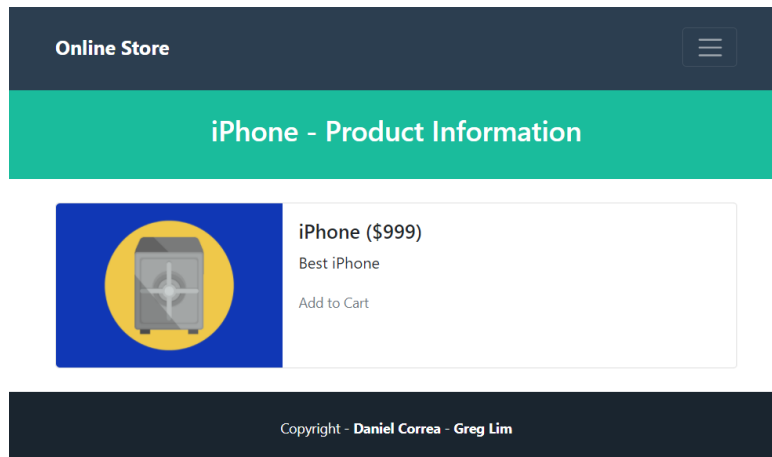 Online Store
iPhone - Product Information
iPhone ($999)
Best iPhone
Add to Cart
Copyright - Daniel Correa - Greg Lim